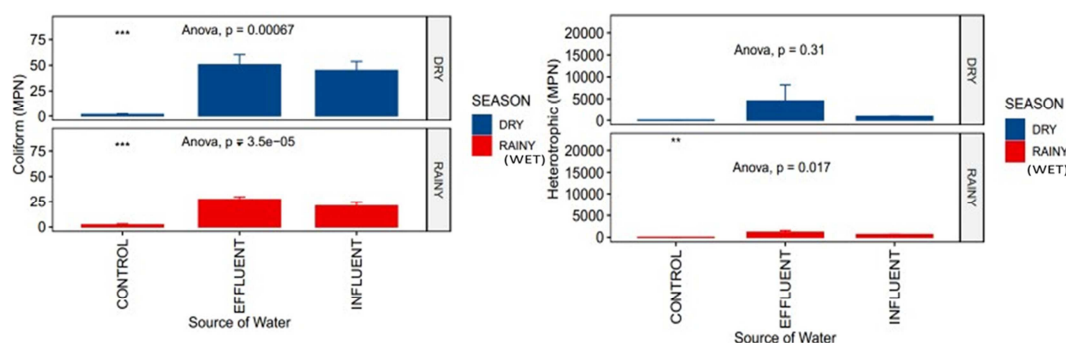 Coliform (MPN)
75
50
25
0
***
Anova, p = 0.00067
DRY
75
50
25
0
***
Anova, p = 3.5e−05
RAINY
CONTROL
EFFLUENT
INFLUENT
Source of Water
SEASON
DRY
RAINY
(WET)
Heterotrophic (MPN)
20000
15000
10000
5000
0
Anova, p = 0.31
DRY
20000
15000
10000
5000
0
**
Anova, p = 0.017
RAINY
CONTROL
EFFLUENT
INFLUENT
Source of Water
SEASON
DRY
RAINY
(WET)